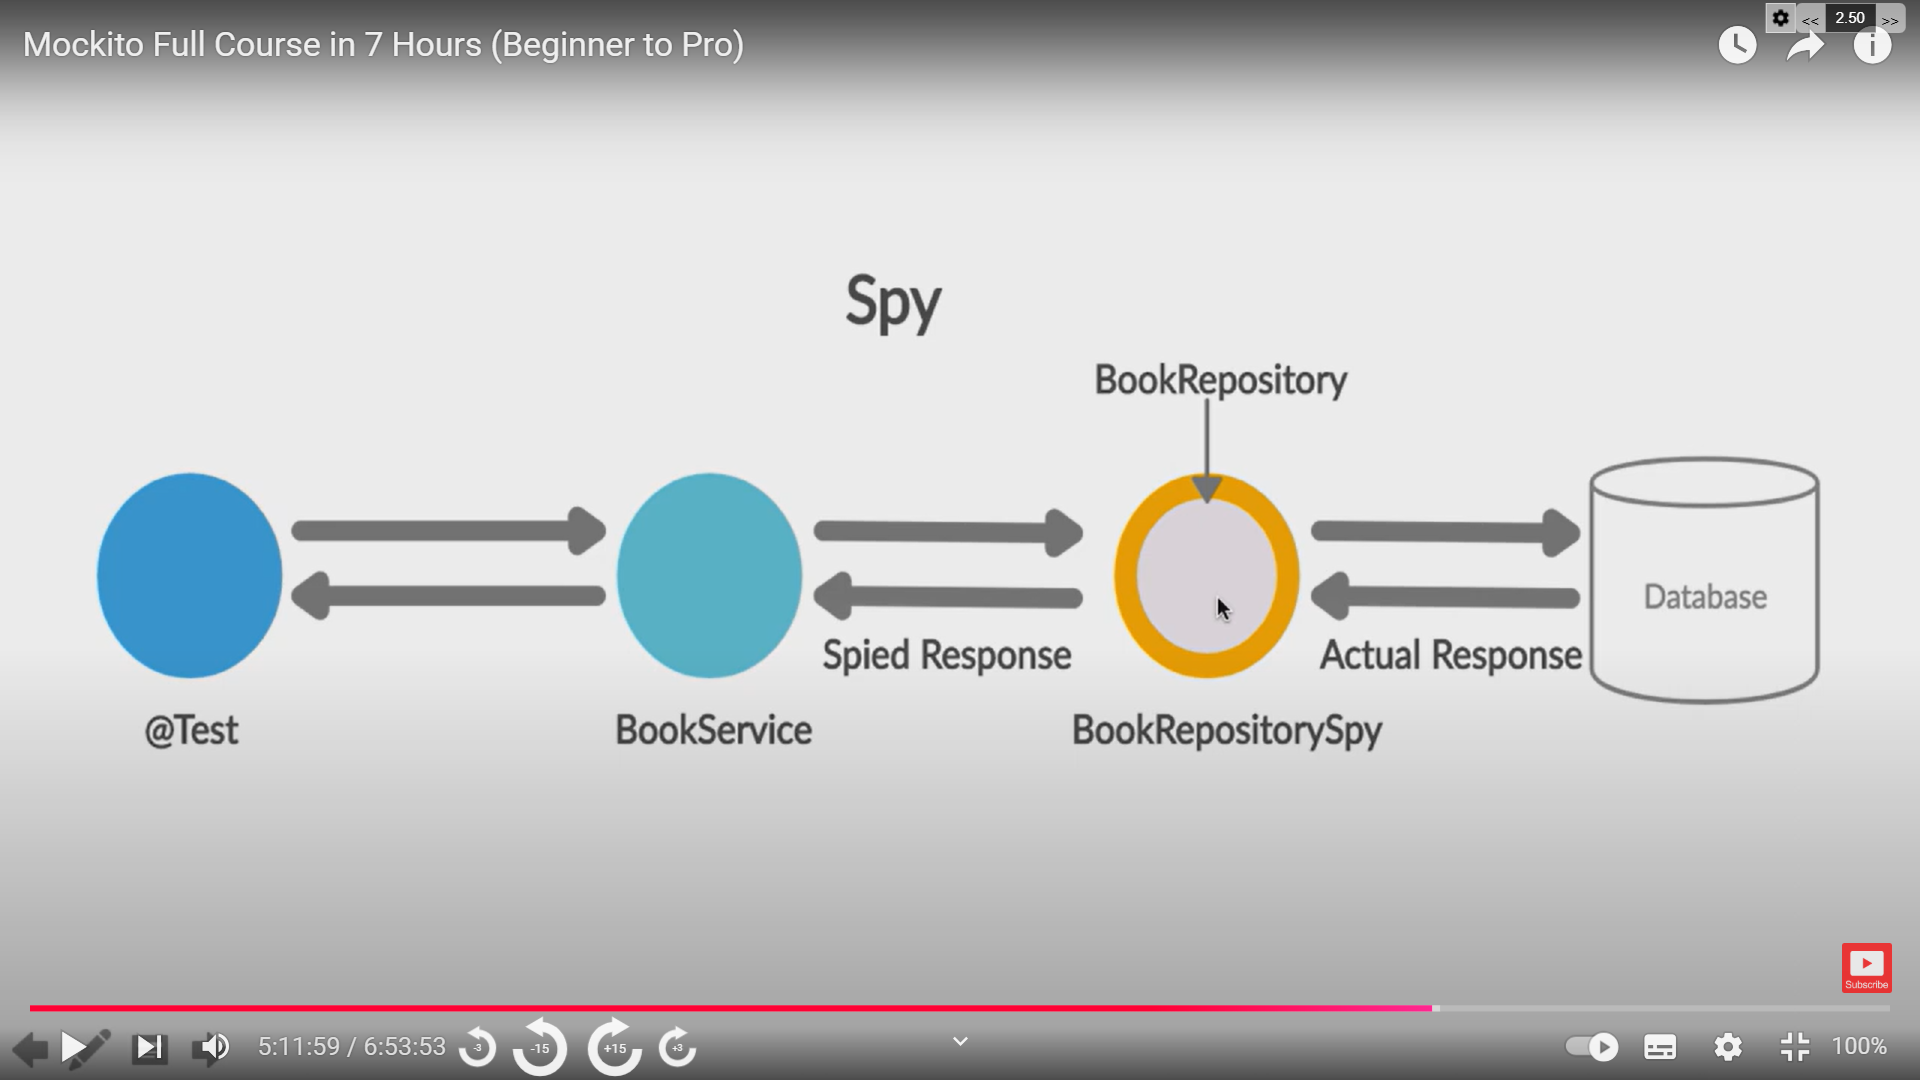 2.50
<< >>
Mockito Full Course in 7 Hours (Beginner to Pro)
Spy
BookRepository
Database
Spied Response
Actual Response
@Test
BookService
BookRepositorySpy
Subscribe
5:11:59 / 6:53:53
-3
-15
+15
+3
100%